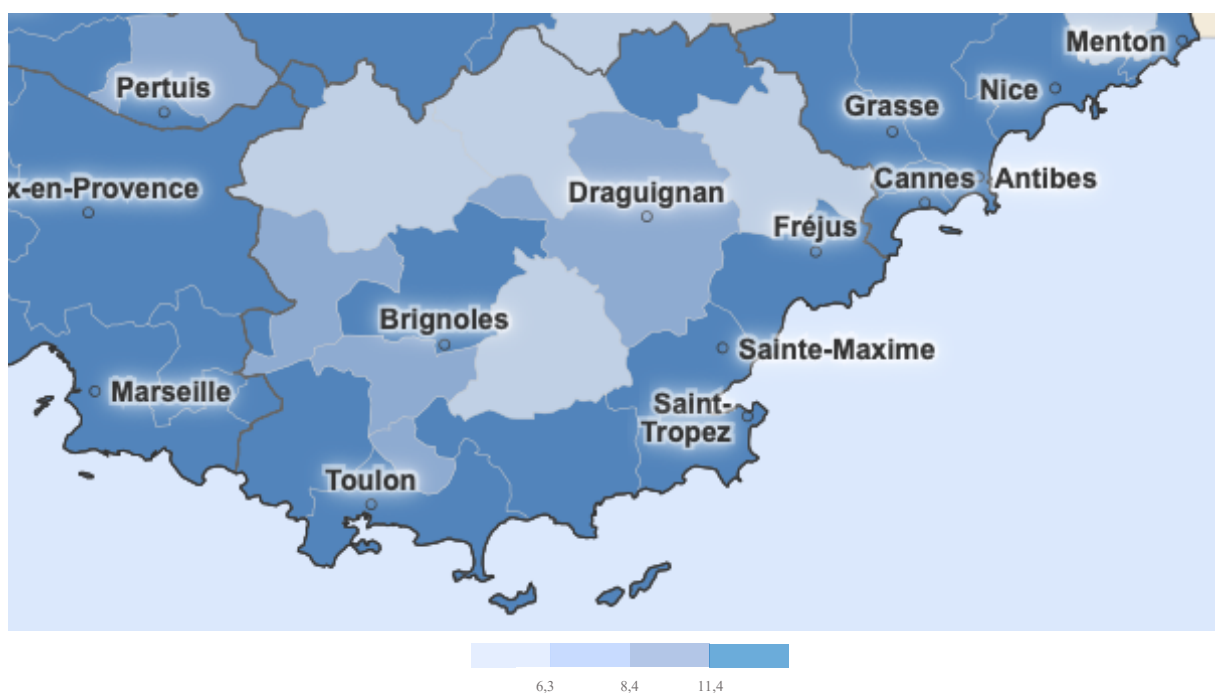 Menton
Pertuis
Nice
Grasse
x-en-Provence
Cannes
Antibes
Draguignan
Fréjus
Brignoles
Sainte-Maxime
Marseille
Saint-
Tropez
Toulon
6,3 8,4 11,4